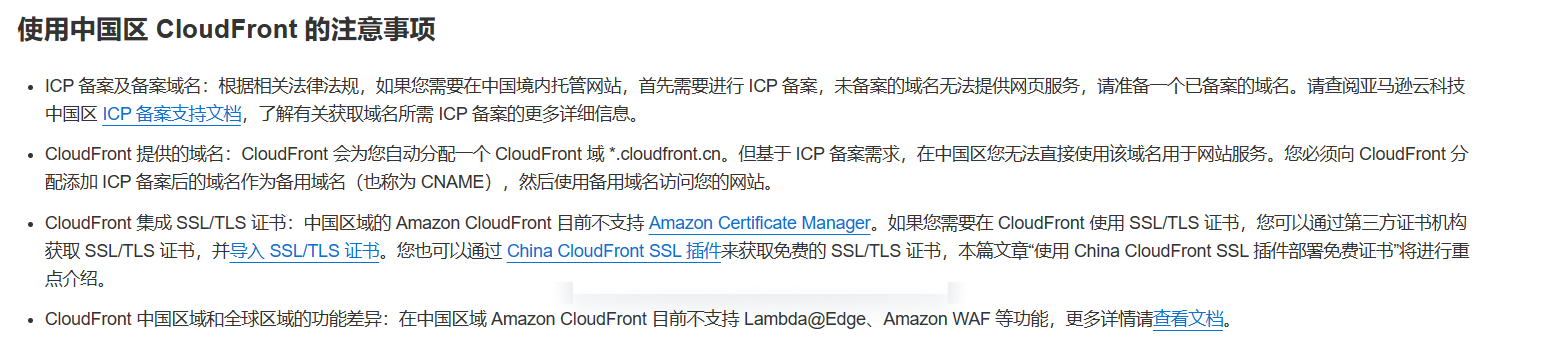 使用中国区 CloudFront 的注意事项
• ICP 备案及备案域名：根据相关法律法规，如果您需要在中国境内托管网站，首先需要进行 ICP 备案，未备案的域名无法提供网页服务，请准备一个已备案的域名。请查阅亚马逊云科技
中国区 ICP 备案支持文档，了解有关获取域名所需 ICP 备案的更多详细信息。
• CloudFront 提供的域名：CloudFront 会为您自动分配一个 CloudFront 域 *.cloudfront.cn。但基于 ICP 备案需求，在中国区您无法直接使用该域名用于网站服务。您必须向 CloudFront 分
配添加 ICP 备案后的域名作为备用域名（也称为 CNAME），然后使用备用域名访问您的网站。
• CloudFront 集成 SSL/TLS 证书：中国区域的 Amazon CloudFront 目前不支持 Amazon Certificate Manager。如果您需要在 CloudFront 使用 SSL/TLS 证书，您可以通过第三方证书机构
获取 SSL/TLS 证书，并导入 SSL/TLS 证书。您也可以通过 China CloudFront SSL 插件来获取免费的 SSL/TLS 证书，本篇文章“使用 China CloudFront SSL 插件部署免费证书”将进行重
点介绍。
• CloudFront 中国区域和全球区域的功能差异：在中国区域 Amazon CloudFront 目前不支持 Lambda@Edge、Amazon WAF 等功能，更多详情请查看文档。